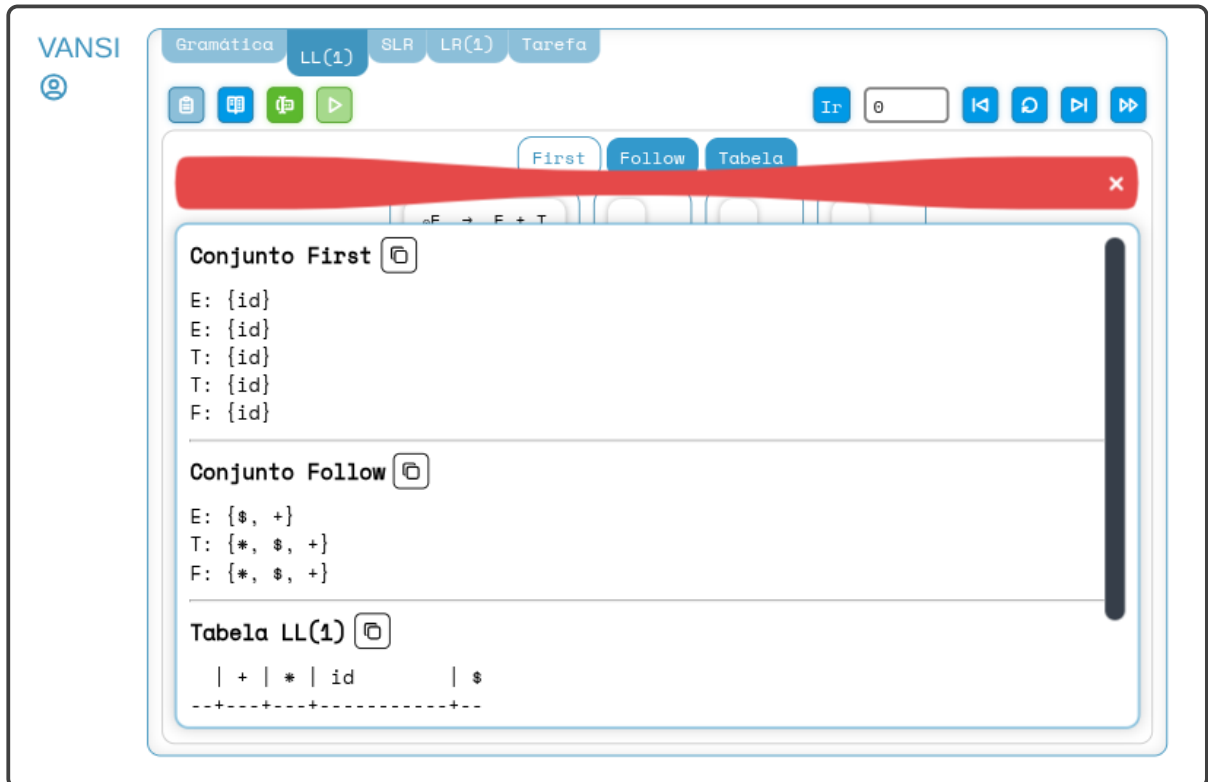 VANSI
Gramática LL(1) SLR LR(1) Tarefa
Ir 0
First Follow Tabela
E → E + T
Conjunto First
E: {id}
E: {id}
T: {id}
T: {id}
F: {id}
Conjunto Follow
E: {$, +}
T: {*, $, +}
F: {*, $, +}
Tabela LL(1)
| + | * | id | $
--+---+---+-----------+--